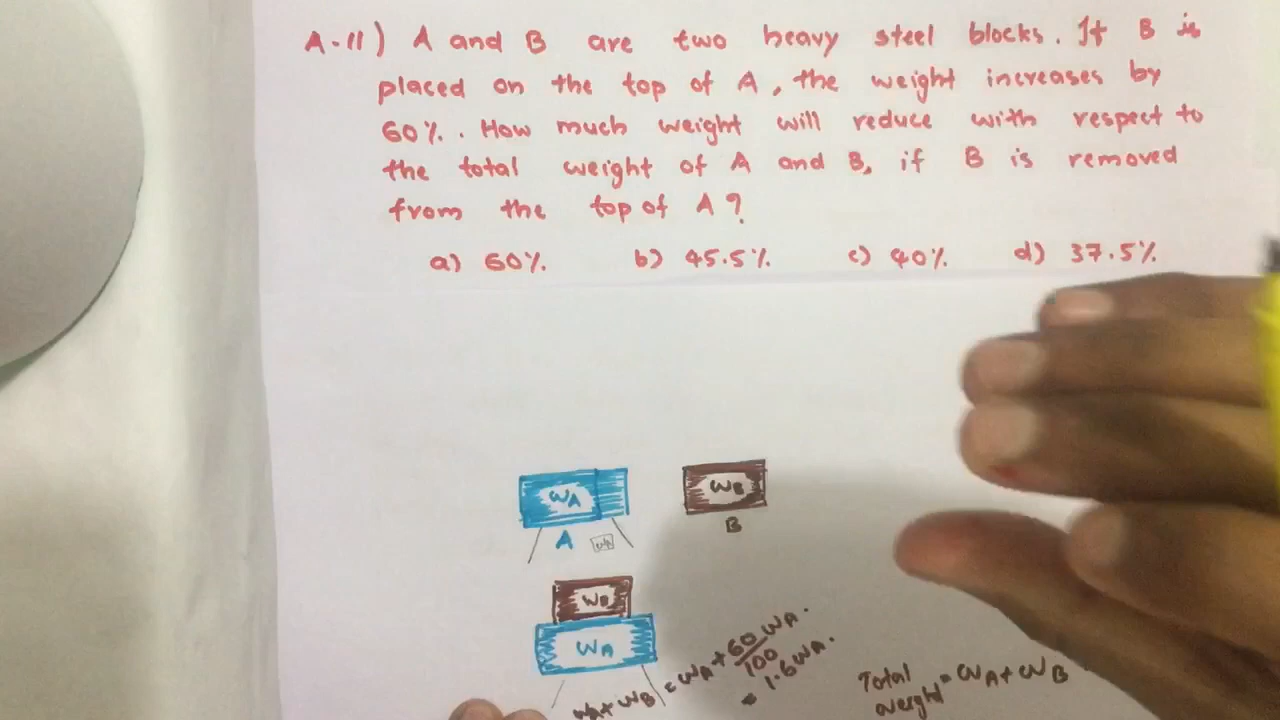 A-11) A and B are two heavy steel blocks. If B is
placed on the top of A, the weight increases by
60%. How much weight will reduce with respect to
the total weight of A and B, if B is removed
from the top of A?
a) 60% b) 45.5% c) 40% d) 37.5%
WA WB
A WA B
WB
WA
WA+WB = WA + 60/100 WA.
= 1.6WA.
Total weight = WA + WB